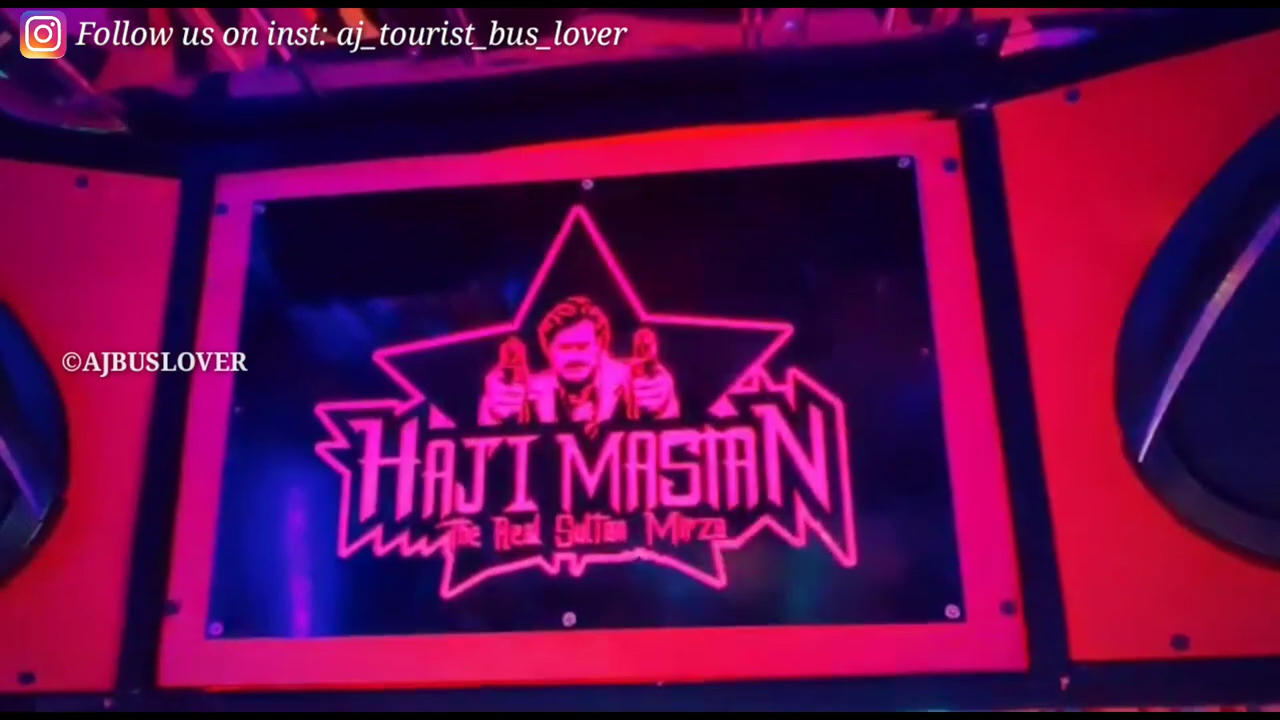 Follow us on inst: aj_tourist_bus_lover
©AJBUSLOVER
HAJI MASTAN
The Real Sultan Mirza